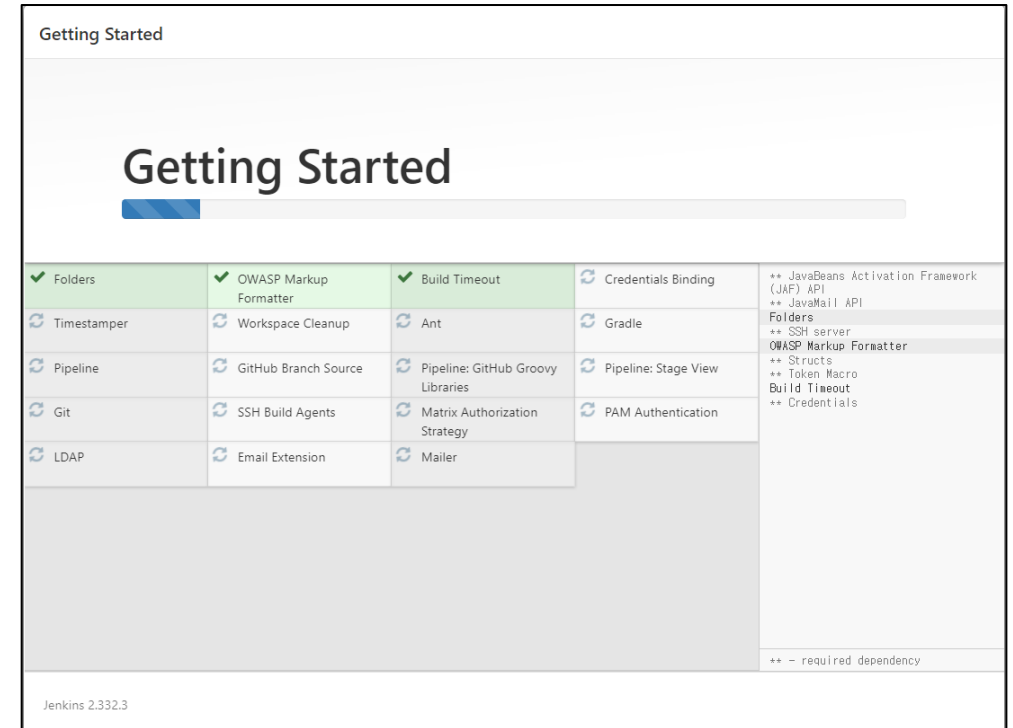 Getting Started
Getting Started
Folders
OWASP Markup
Formatter
Build Timeout
Credentials Binding
Timestamper
Workspace Cleanup
Ant
Gradle
Pipeline
GitHub Branch Source
Pipeline: GitHub Groovy
Libraries
Pipeline: Stage View
Git
SSH Build Agents
Matrix Authorization
Strategy
PAM Authentication
LDAP
Email Extension
Mailer
** JavaBeans Activation Framework
(JAF) API
** JavaMail API
Folders
** SSH server
OWASP Markup Formatter
** Structs
** Token Macro
Build Timeout
** Credentials
** - required dependency
Jenkins 2.332.3